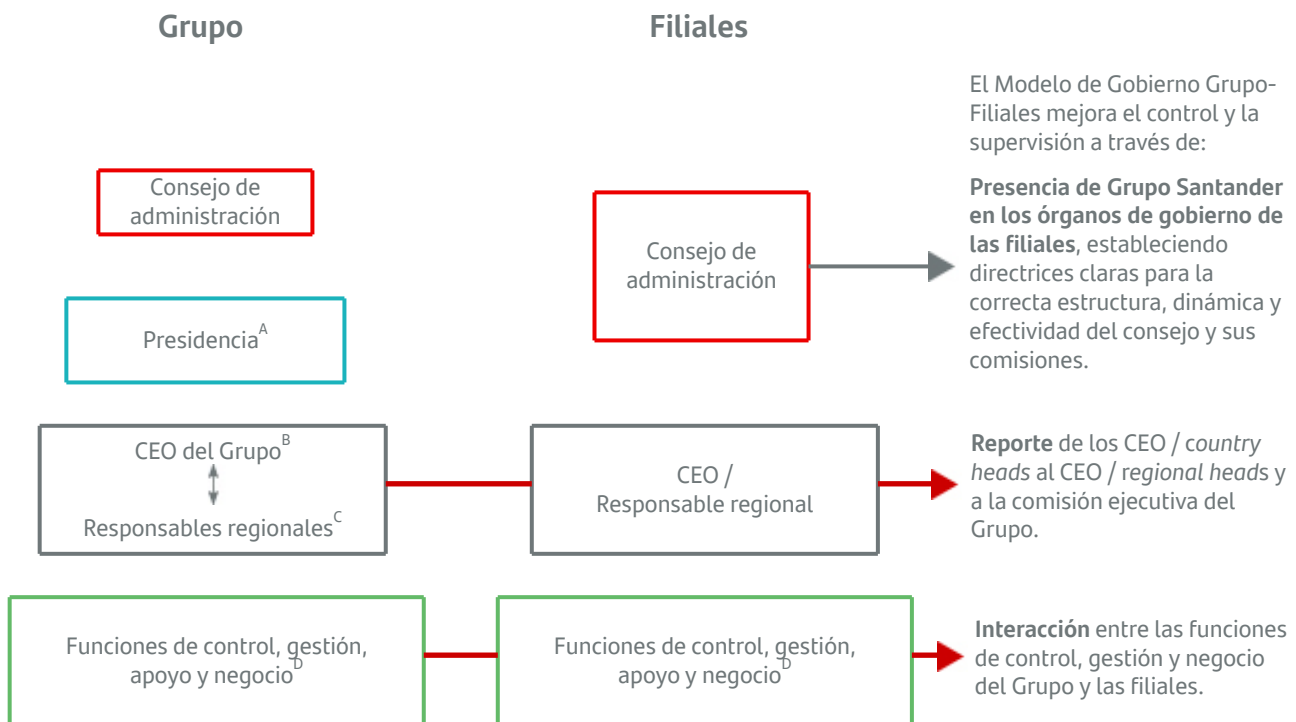 Grupo
Filiales
El Modelo de Gobierno Grupo-
Filiales mejora el control y la
supervisión a través de:
Consejo de
administración
Consejo de
administración
Presencia de Grupo Santander
en los órganos de gobierno de
las filiales, estableciendo
directrices claras para la
correcta estructura, dinámica y
efectividad del consejo y sus
comisiones.
Presidencia^A
CEO del Grupo^B
Responsables regionales^C
CEO /
Responsable regional
Reporte de los CEO / country
heads al CEO / regional heads y
a la comisión ejecutiva del
Grupo.
Funciones de control, gestión,
apoyo y negocio^D
Funciones de control, gestión,
apoyo y negocio^D
Interacción entre las funciones
de control, gestión y negocio
del Grupo y las filiales.